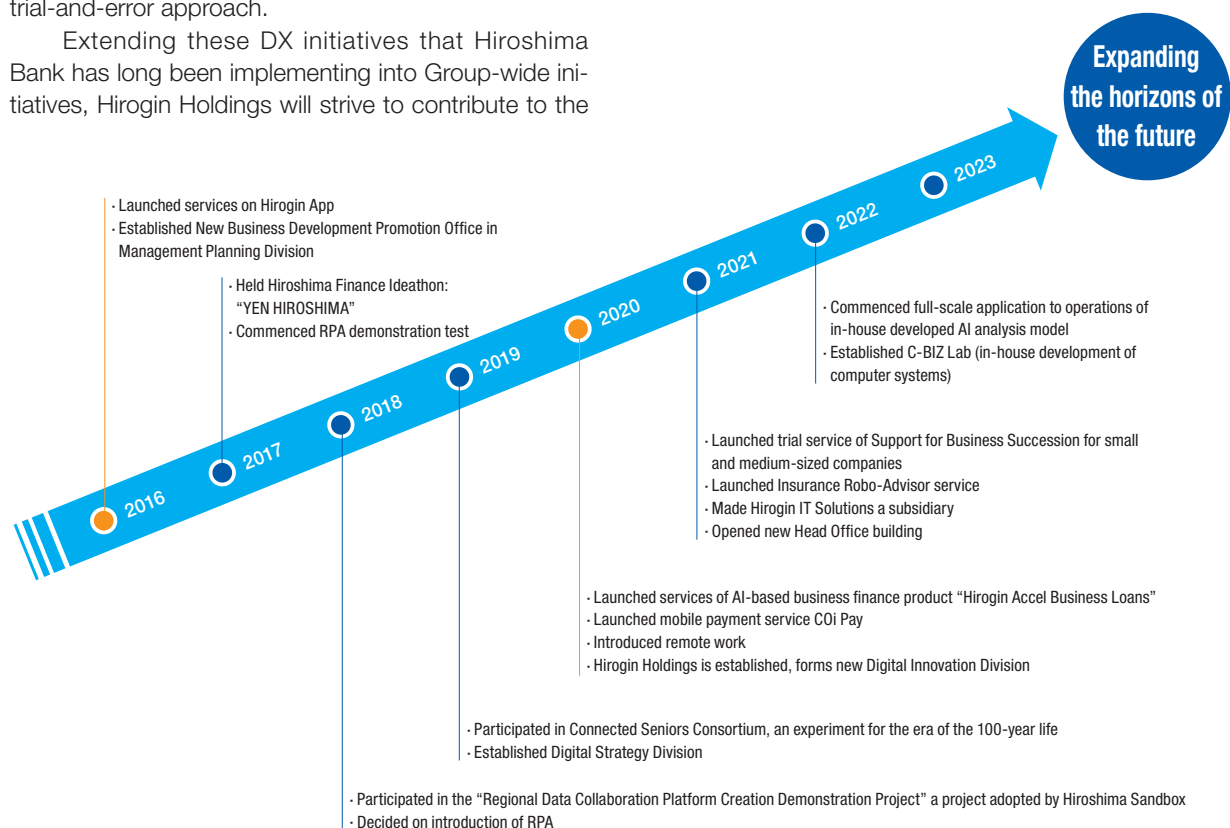 trial-and-error approach.
Extending these DX initiatives that Hiroshima
Bank has long been implementing into Group-wide ini-
tiatives, Hirogin Holdings will strive to contribute to the
Expanding
the horizons of
the future
· Launched services on Hirogin App
· Established New Business Development Promotion Office in
Management Planning Division
· Held Hiroshima Finance Ideathon:
“YEN HIROSHIMA”
· Commenced RPA demonstration test
2016
2017
2018
2019
2020
2021
2022
2023
· Commenced full-scale application to operations of
in-house developed AI analysis model
· Established C-BIZ Lab (in-house development of
computer systems)
· Launched trial service of Support for Business Succession for small
and medium-sized companies
· Launched Insurance Robo-Advisor service
· Made Hirogin IT Solutions a subsidiary
· Opened new Head Office building
· Launched services of AI-based business finance product “Hirogin Accel Business Loans”
· Launched mobile payment service COi Pay
· Introduced remote work
· Hirogin Holdings is established, forms new Digital Innovation Division
· Participated in Connected Seniors Consortium, an experiment for the era of the 100-year life
· Established Digital Strategy Division
· Participated in the “Regional Data Collaboration Platform Creation Demonstration Project” a project adopted by Hiroshima Sandbox
· Decided on introduction of RPA